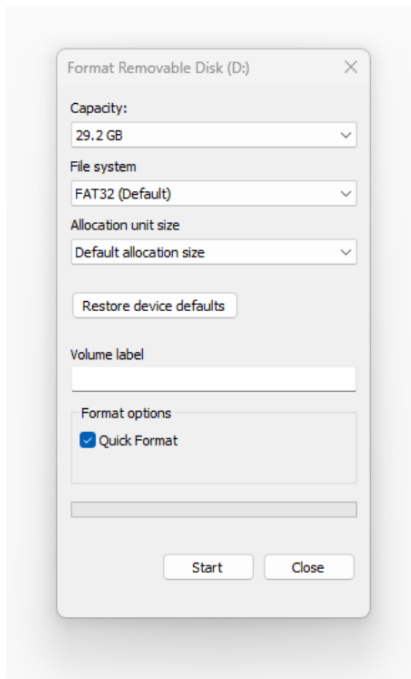 Format Removable Disk (D:)
Capacity:
29.2 GB
File system
FAT32 (Default)
Allocation unit size
Default allocation size
Restore device defaults
Volume label
Format options
Quick Format
Start
Close